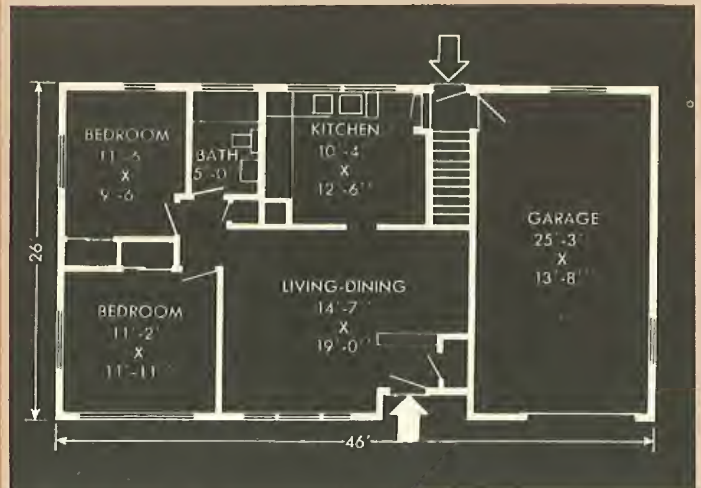 BEDROOM
11'-6
X
9'-6
BATH
5'-0
KITCHEN
10'-4
X
12'-6"
GARAGE
25'-3
X
13'-8"
26'
LIVING-DINING
14'-7
X
19'-0"
BEDROOM
11'-2
X
11'-11"
46'